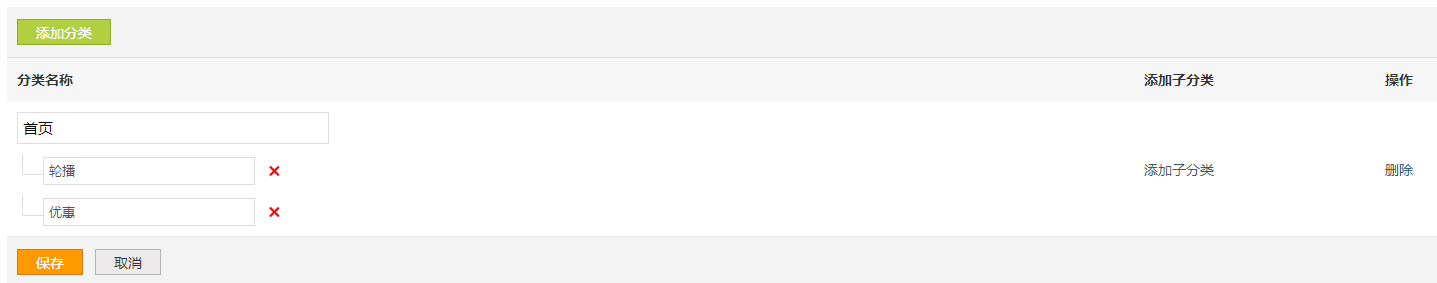 添加分类
分类名称 添加子分类 操作
首页
轮播 添加子分类 删除
优惠
保存 取消